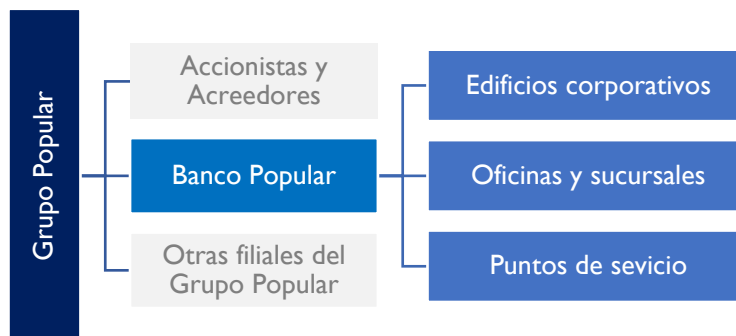 Grupo Popular
Accionistas y
Acreedores
Banco Popular
Otras filiales del
Grupo Popular
Edificios corporativos
Oficinas y sucursales
Puntos de sevicio